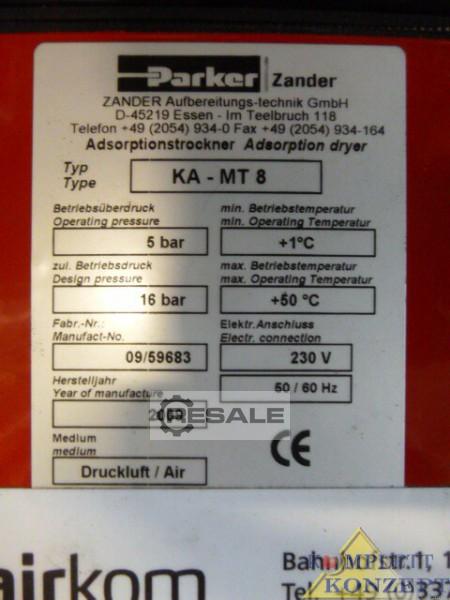 Parker Zander
ZANDER Aufbereitungs-technik GmbH
D-45219 Essen - Im Teelbruch 118
Telefon +49 (2054) 934-0 Fax +49 (2054) 934-164
Adsorptionstrockner Adsorption dryer
Typ
Type
KA - MT 8
Betriebsüberdruck
Operating pressure
5 bar
min. Betriebstemperatur
min. Operating Temperatur
+1°C
zul. Betriebsdruck
Design pressure
16 bar
max. Betriebstemperatur
max. Operating Temperatur
+50 °C
Fabr.-Nr.:
Manufact-No.
09/59683
Elektr.Anschluss
Electr. connection
230 V
50 / 60 Hz
Herstelljahr
Year of manufacture
RESALE
Medium
medium
Druckluft / Air
CE
airkom
KOMPLETT
KONZEPT
Tel.